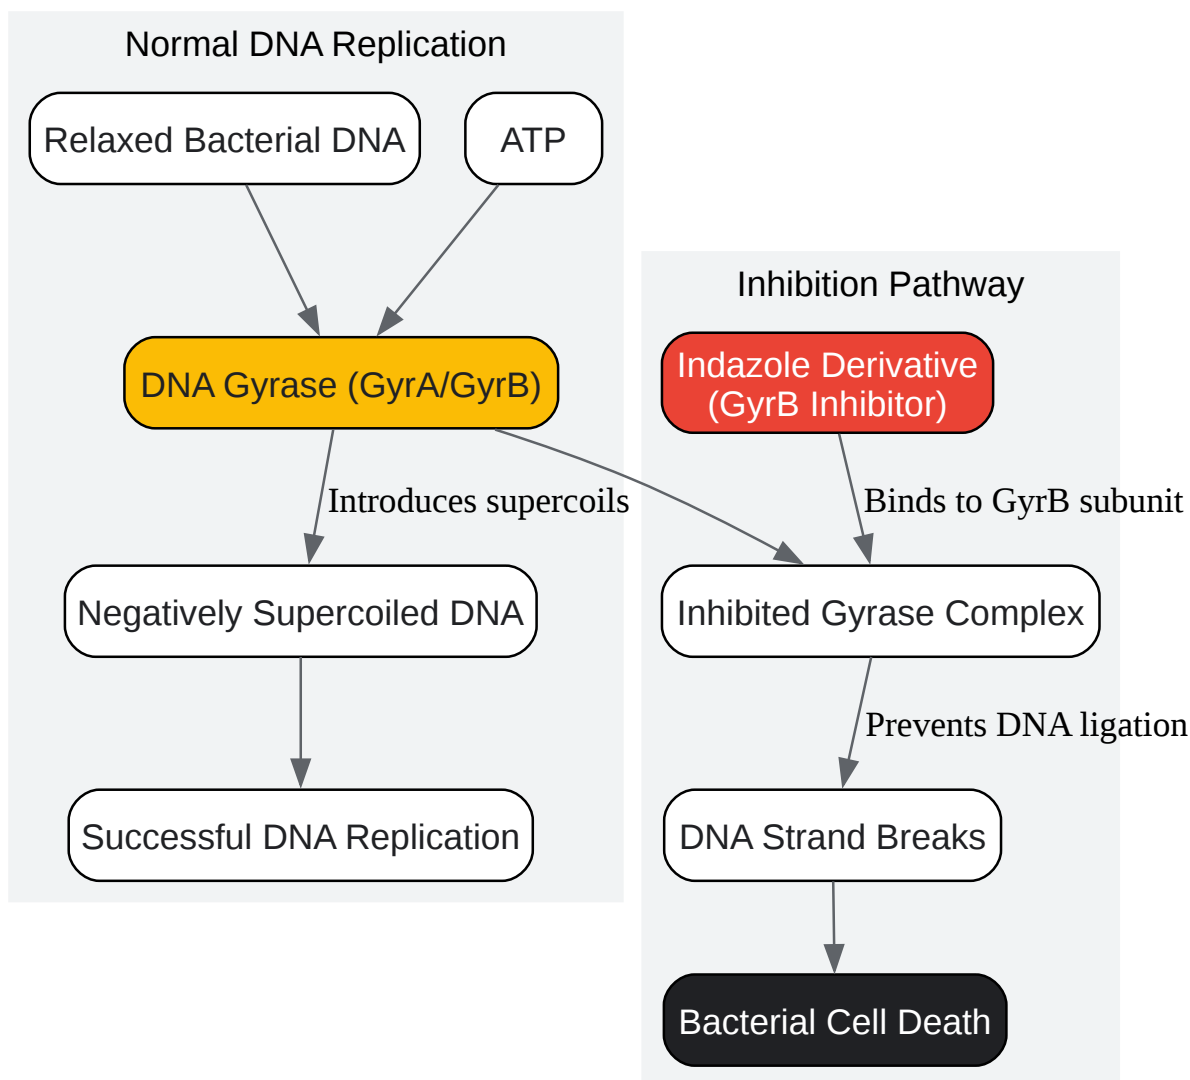 Normal DNA Replication
Relaxed Bacterial DNA
ATP
DNA Gyrase (GyrA/GyrB)
Introduces supercoils
Negatively Supercoiled DNA
Successful DNA Replication
Inhibition Pathway
Indazole Derivative
(GyrB Inhibitor)
Binds to GyrB subunit
Inhibited Gyrase Complex
Prevents DNA ligation
DNA Strand Breaks
Bacterial Cell Death